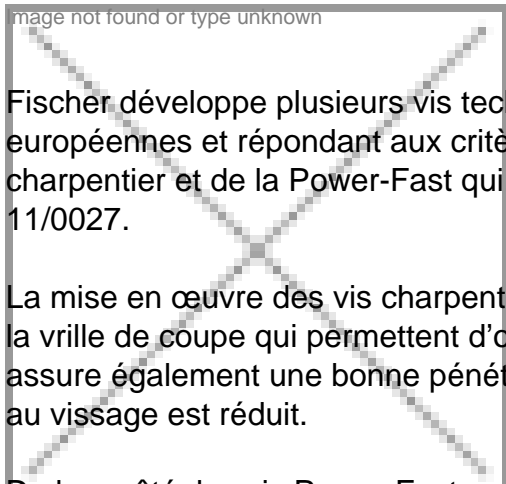 Image not found or type unknown
Fischer développe plusieurs vis tec
européennes et répondant aux critè
charpentier et de la Power-Fast qui
11/0027.
La mise en œuvre des vis charpent
la vrille de coupe qui permettent d'o
assure également une bonne pénét
au vissage est réduit.